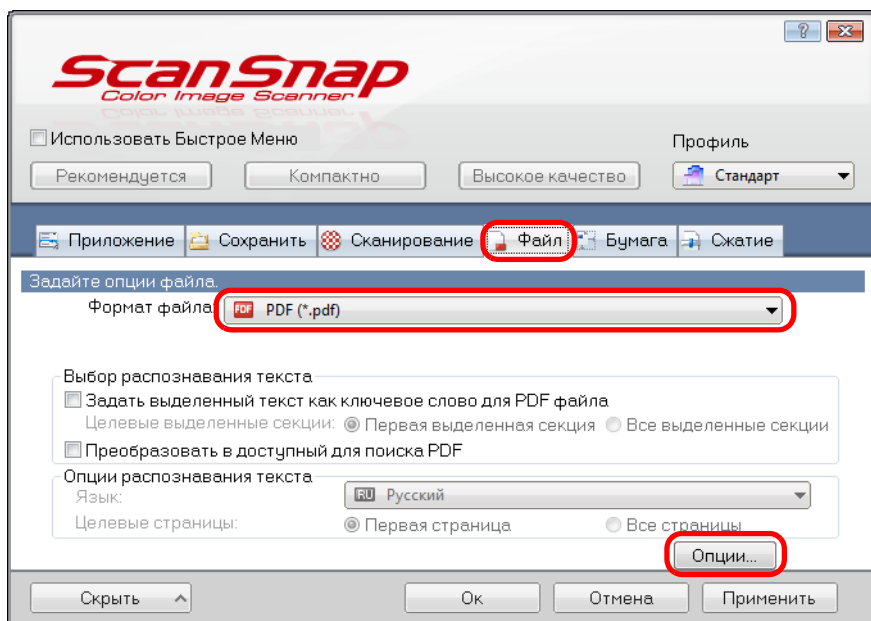 ScanSnap
Color Image Scanner
Использовать Быстрое Меню
Профиль
Рекомендуется Компактно Высокое качество Стандарт
Приложение Сохранить Сканирование Файл Бумага Сжатие
Задайте опции файла.
Формат файла: PDF PDF (*.pdf)
Выбор распознавания текста
Задать выделенный текст как ключевое слово для PDF файла
Целевые выделенные секции: Первая выделенная секция Все выделенные секции
Преобразовать в доступный для поиска PDF
Опции распознавания текста
Язык: RU Русский
Целевые страницы: Первая страница Все страницы
Опции...
Скрыть Ок Отмена Применить